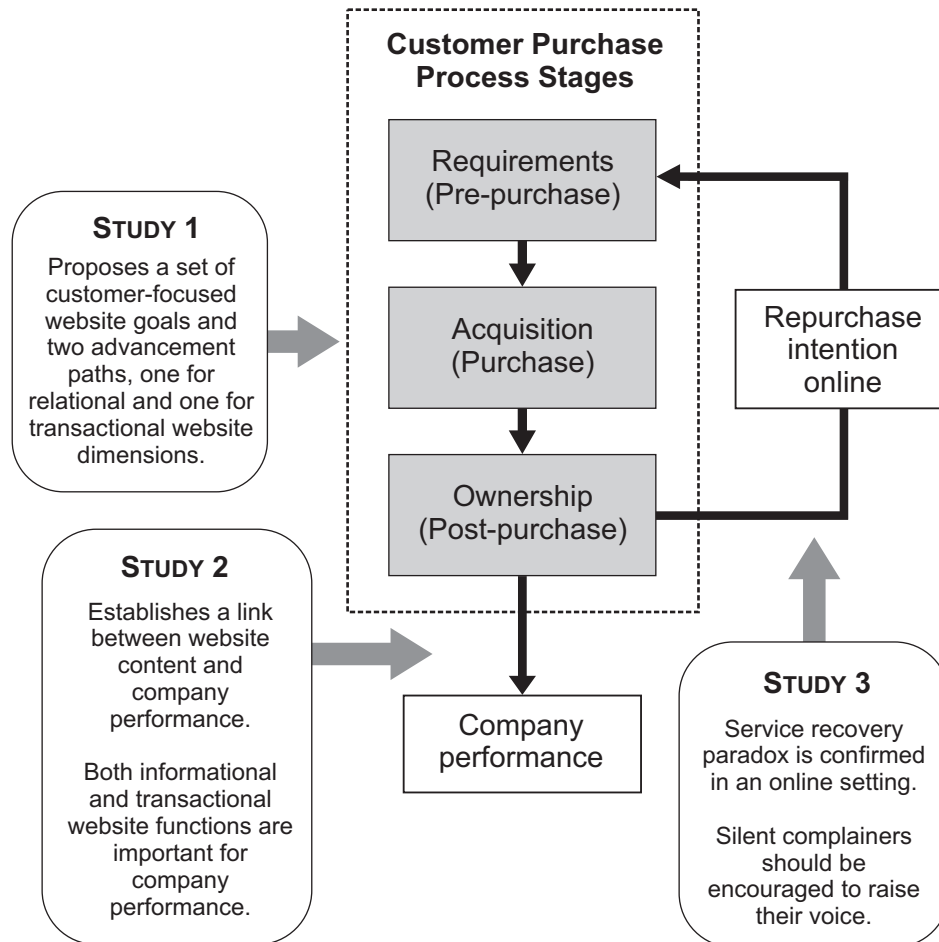 Customer Purchase
Process Stages
Requirements
(Pre-purchase)
STUDY 1
Proposes a set of
customer-focused
website goals and
two advancement
paths, one for
relational and one for
transactional website
dimensions.
Acquisition
(Purchase)
Repurchase
intention
online
Ownership
(Post-purchase)
STUDY 2
Establishes a link
between website
content and
company
performance.
Both informational
and transactional
website functions are
important for
company
performance.
Company
performance
STUDY 3
Service recovery
paradox is confirmed
in an online setting.
Silent complainers
should be
encouraged to raise
their voice.